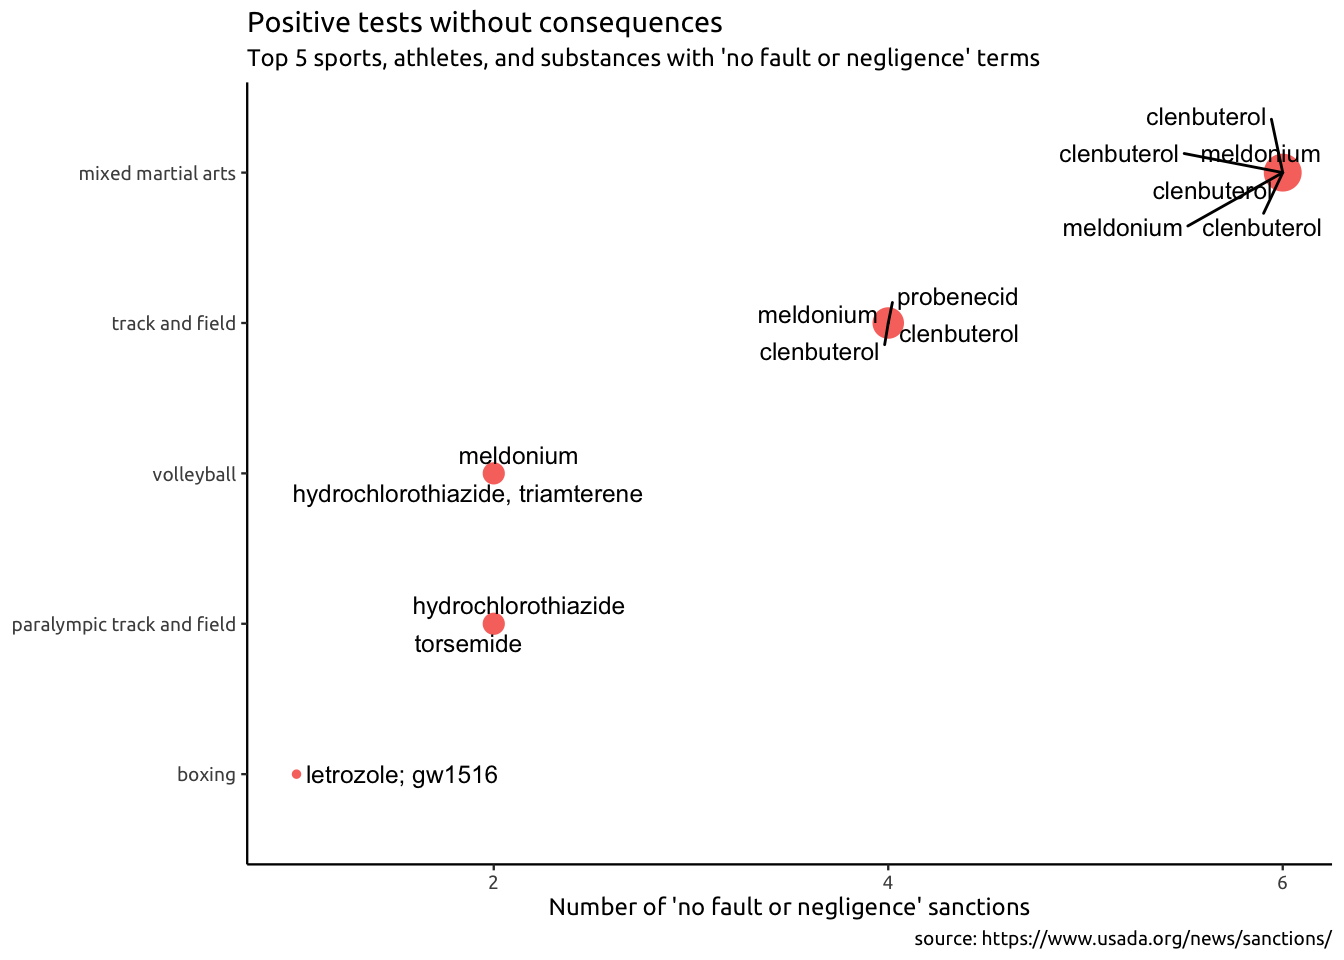 Positive tests without consequences
Top 5 sports, athletes, and substances with 'no fault or negligence' terms
clenbuterol
clenbuterol meldonium
mixed martial arts
clenbuterol
meldonium clenbuterol
probenecid
meldonium
track and field
clenbuterol
clenbuterol
meldonium
volleyball
hydrochlorothiazide, triamterene
hydrochlorothiazide
paralympic track and field
torsemide
boxing
letrozole; gw1516
2 4 6
Number of 'no fault or negligence' sanctions
source: https://www.usada.org/news/sanctions/